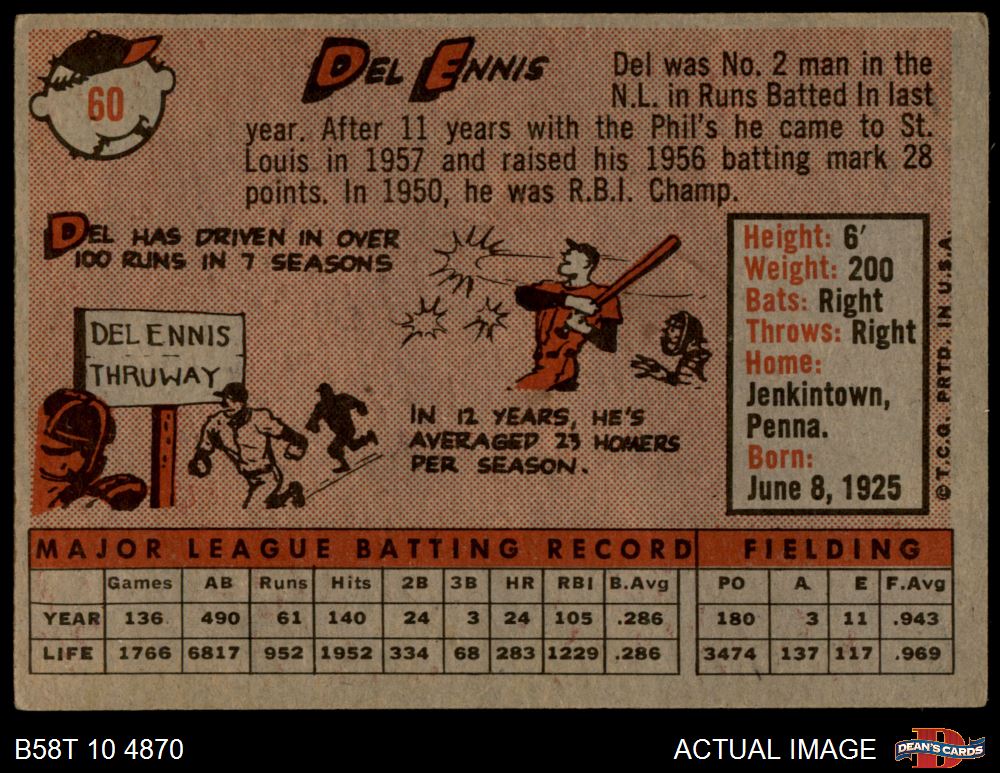 60
DEL ENNIS
Del was No. 2 man in the
N.L. in Runs Batted In last
year. After 11 years with the Phil's he came to St.
Louis in 1957 and raised his 1956 batting mark 28
points. In 1950, he was R.B.I. Champ.
DEL HAS DRIVEN IN OVER
100 RUNS IN 7 SEASONS
DEL ENNIS
THRUWAY
IN 12 YEARS, HE'S
AVERAGED 23 HOMERS
PER SEASON.
Height: 6'
Weight: 200
Bats: Right
Throws: Right
Home:
Jenkintown,
Penna.
Born:
June 8, 1925
© T.C.G. PRTD. IN U.S.A.
MAJOR LEAGUE BATTING RECORD FIELDING
Games AB Runs Hits 2B 3B HR RBI B.Avg PO A E F.Avg
YEAR 136 490 61 140 24 3 24 105 .286 180 3 11 .943
LIFE 1766 6817 952 1952 334 68 283 1229 .286 3474 137 117 .969
B58T 10 4870
ACTUAL IMAGE
DEAN'S CARDS